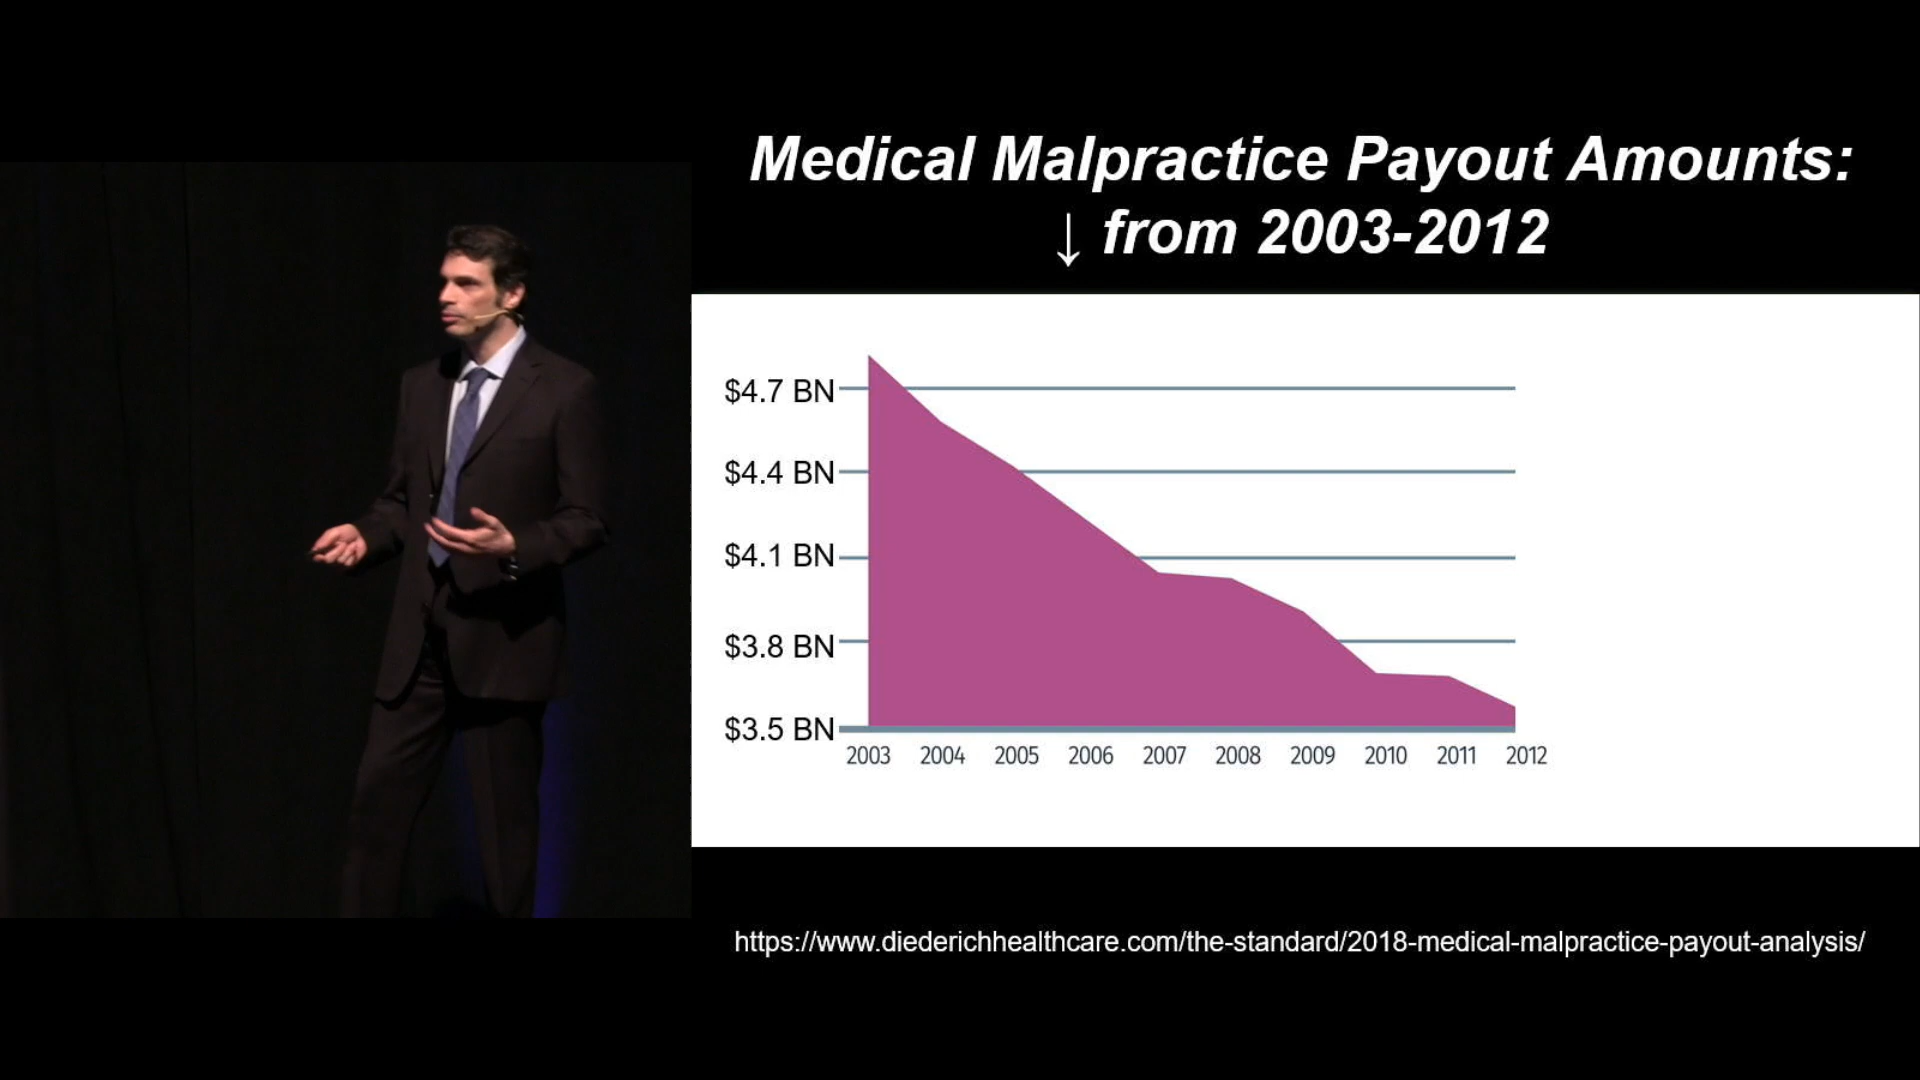 Medical Malpractice Payout Amounts:
↓ from 2003-2012
$4.7 BN
$4.4 BN
$4.1 BN
$3.8 BN
$3.5 BN
2003 2004 2005 2006 2007 2008 2009 2010 2011 2012
https://www.diederichhealthcare.com/the-standard/2018-medical-malpractice-payout-analysis/